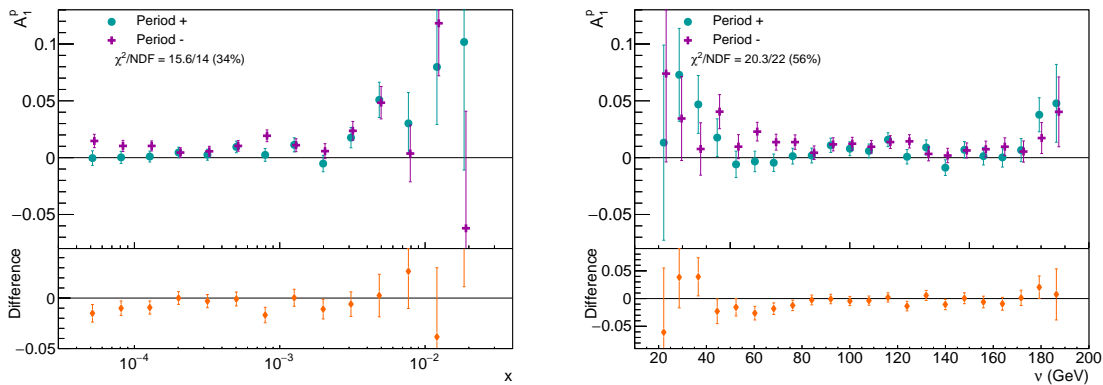 A₁ᵖ
0.1
0.05
0
−0.05
Period +
Period -
χ²/NDF = 15.6/14 (34%)
Difference
0
−0.05
10⁻⁴
10⁻³
10⁻²
x
A₁ᵖ
0.1
0.05
0
−0.05
Period +
Period -
χ²/NDF = 20.3/22 (56%)
Difference
0.05
0
−0.05
20 40 60 80 100 120 140 160 180 200
ν (GeV)